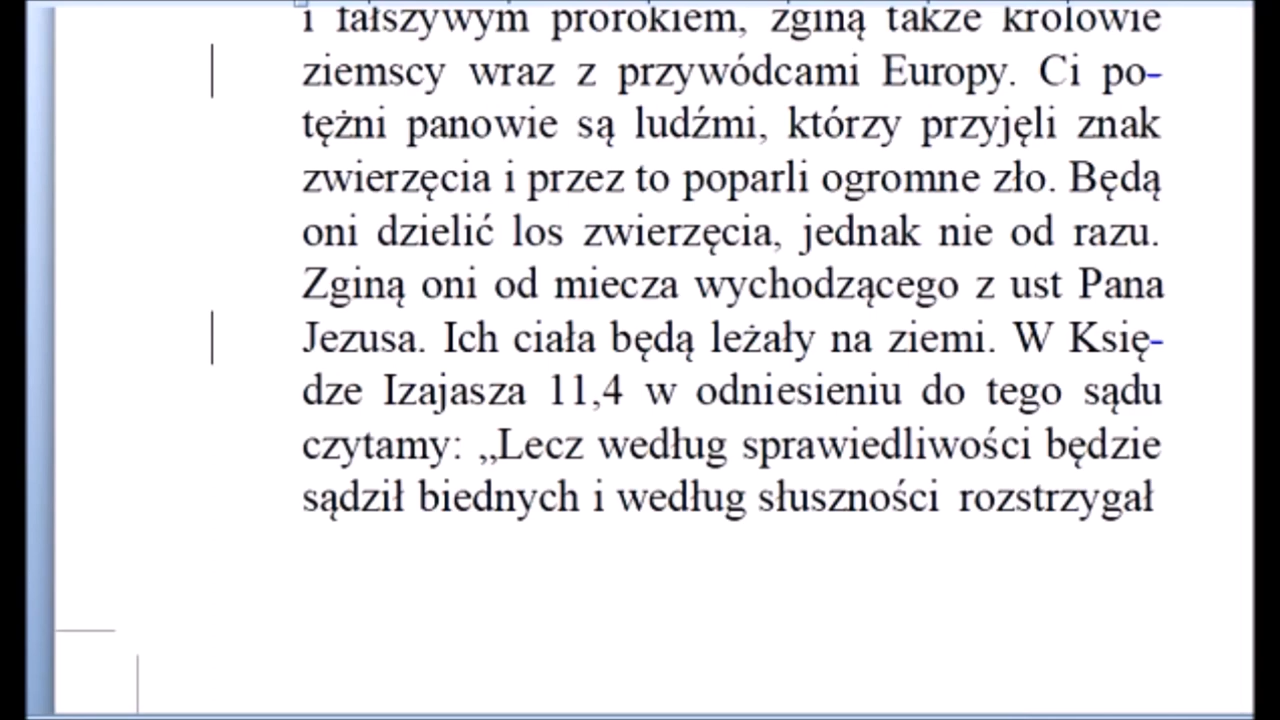 i fałszywym prorokiem, zginą także królowie
ziemscy wraz z przywódcami Europy. Ci po-
tężni panowie są ludźmi, którzy przyjęli znak
zwierzęcia i przez to poparli ogromne zło. Będą
oni dzielić los zwierzęcia, jednak nie od razu.
Zginą oni od miecza wychodzącego z ust Pana
Jezusa. Ich ciała będą leżały na ziemi. W Księ-
dze Izajasza 11,4 w odniesieniu do tego sądu
czytamy: „Lecz według sprawiedliwości będzie
sądził biednych i według słuszności rozstrzygał